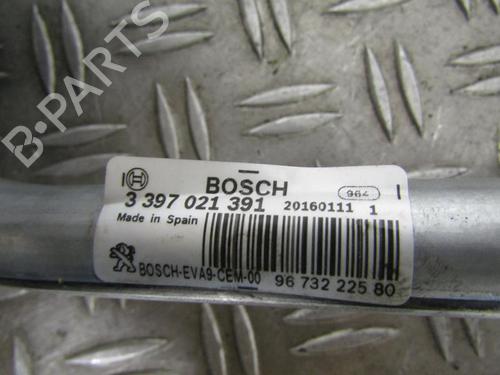 B-PARTS
BOSCH
964
3 397 021 391 20160111 1
Made in Spain
BOSCH-EVA9-CEM-00 96 732 225 80